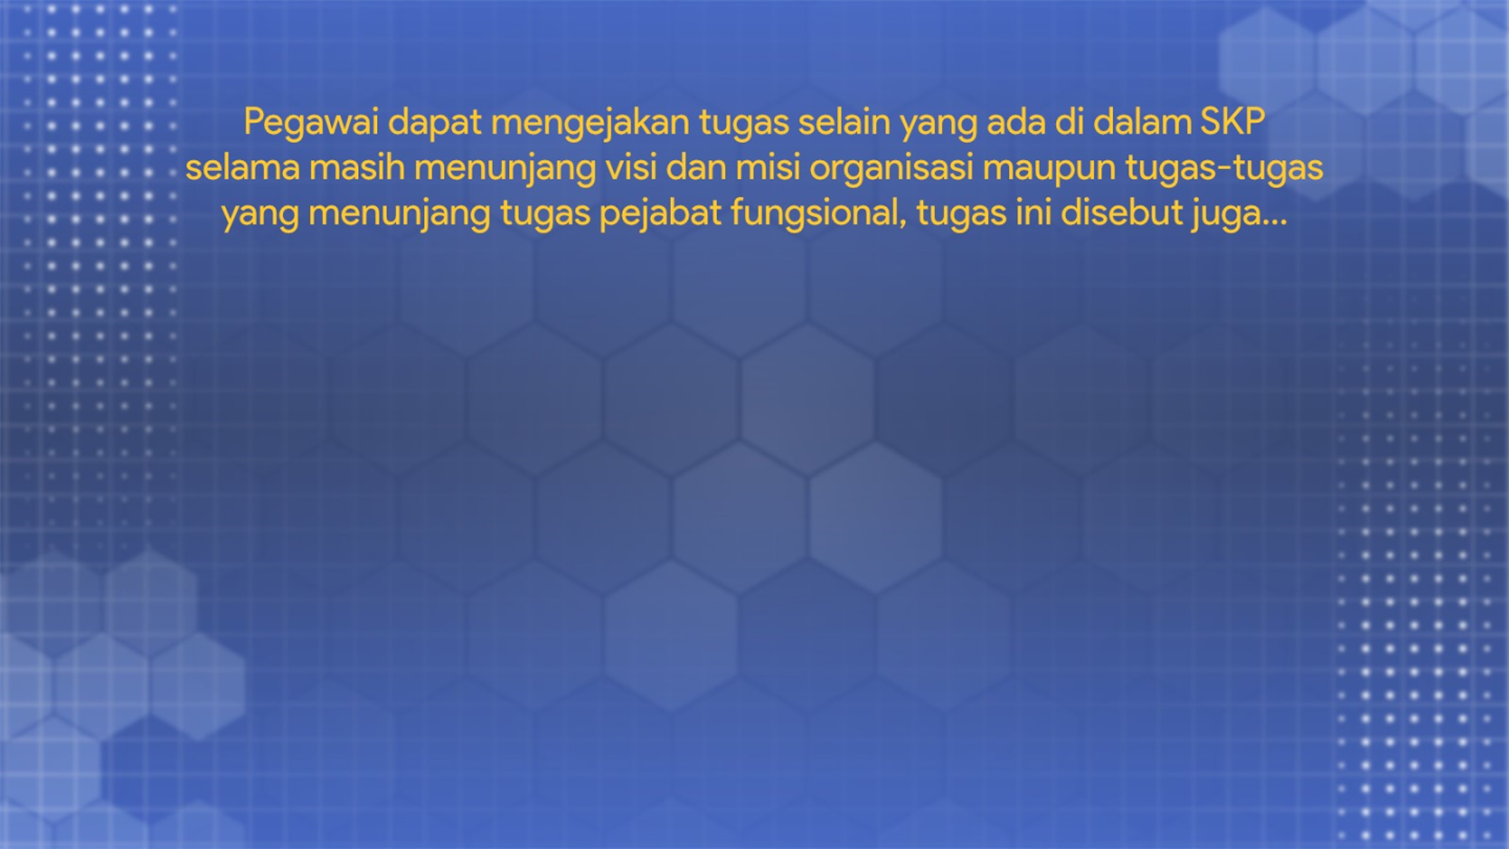 Pegawai dapat mengejakan tugas selain yang ada di dalam SKP
selama masih menunjang visi dan misi organisasi maupun tugas-tugas
yang menunjang tugas pejabat fungsional, tugas ini disebut juga...